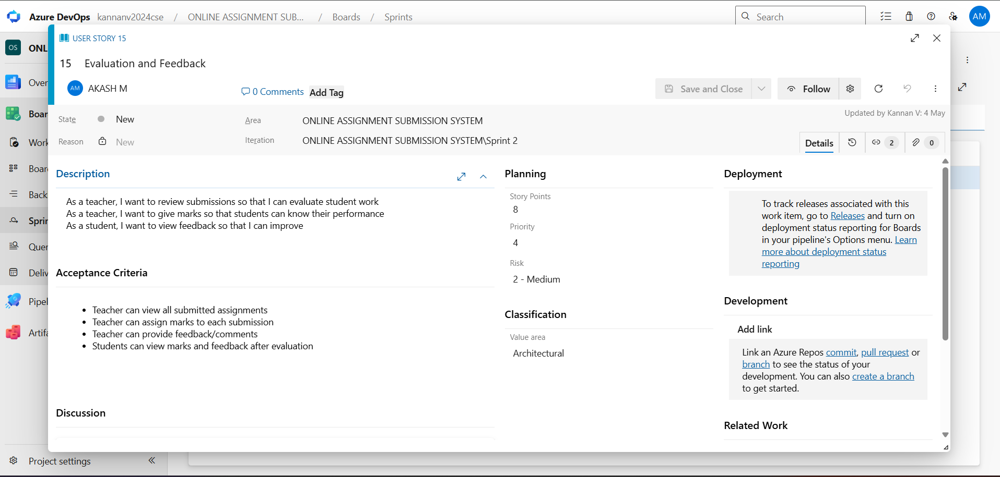 Azure DevOps kannanv2024cse / ONLINE ASSIGNMENT SUB... / Boards / Sprints
Search
AM
OS ONL
Over
Boar
Work
Boar
Back
Sprin
Quer
Deliv
Pipel
Artifa
Project settings
USER STORY 15
15 Evaluation and Feedback
AM AKASH M
0 Comments Add Tag
Save and Close
Follow
State New
Reason New
Area ONLINE ASSIGNMENT SUBMISSION SYSTEM
Iteration ONLINE ASSIGNMENT SUBMISSION SYSTEM\Sprint 2
Updated by Kannan V: 4 May
Details 2 0
Description
As a teacher, I want to review submissions so that I can evaluate student work
As a teacher, I want to give marks so that students can know their performance
As a student, I want to view feedback so that I can improve
Acceptance Criteria
• Teacher can view all submitted assignments
• Teacher can assign marks to each submission
• Teacher can provide feedback/comments
• Students can view marks and feedback after evaluation
Discussion
Planning
Story Points
8
Priority
4
Risk
2 - Medium
Classification
Value area
Architectural
Deployment
To track releases associated with this
work item, go to Releases and turn on
deployment status reporting for Boards
in your pipeline's Options menu. Learn
more about deployment status
reporting
Development
Add link
Link an Azure Repos commit, pull request or
branch to see the status of your
development. You can also create a branch
to get started.
Related Work